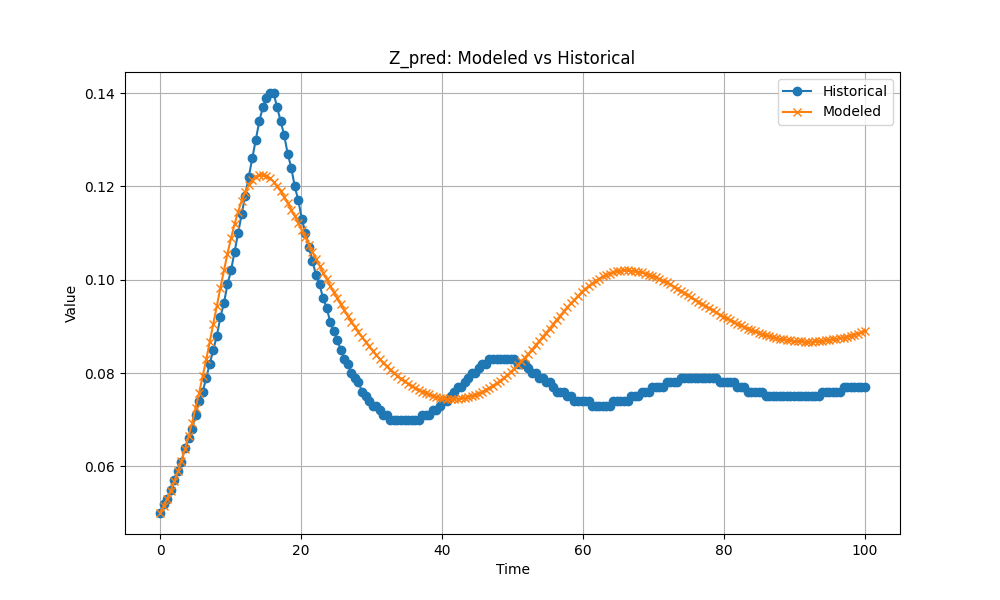 Z_pred: Modeled vs Historical
Historical
Modeled
Value
0.14
0.12
0.10
0.08
0.06
0 20 40 60 80 100
Time